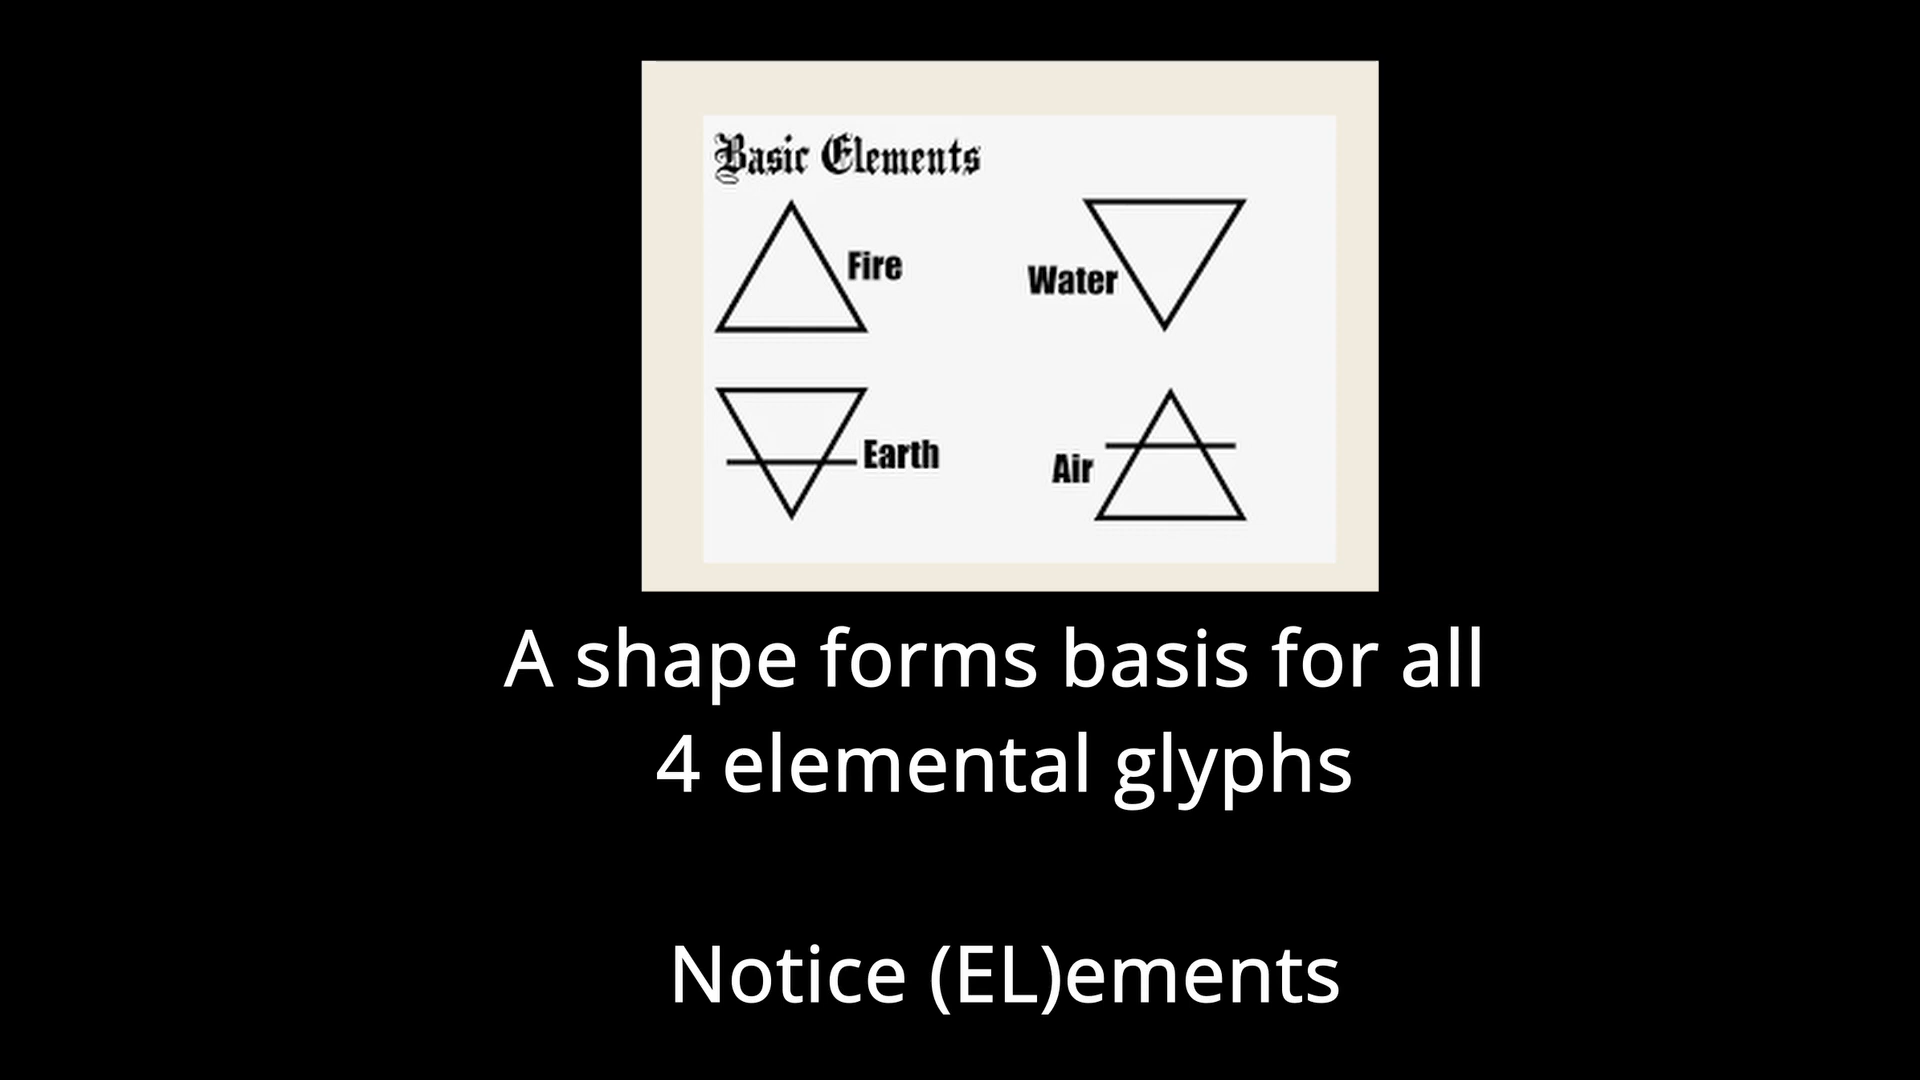 Basic Elements
Fire
Water
Earth
Air
A shape forms basis for all
4 elemental glyphs
Notice (EL)ements